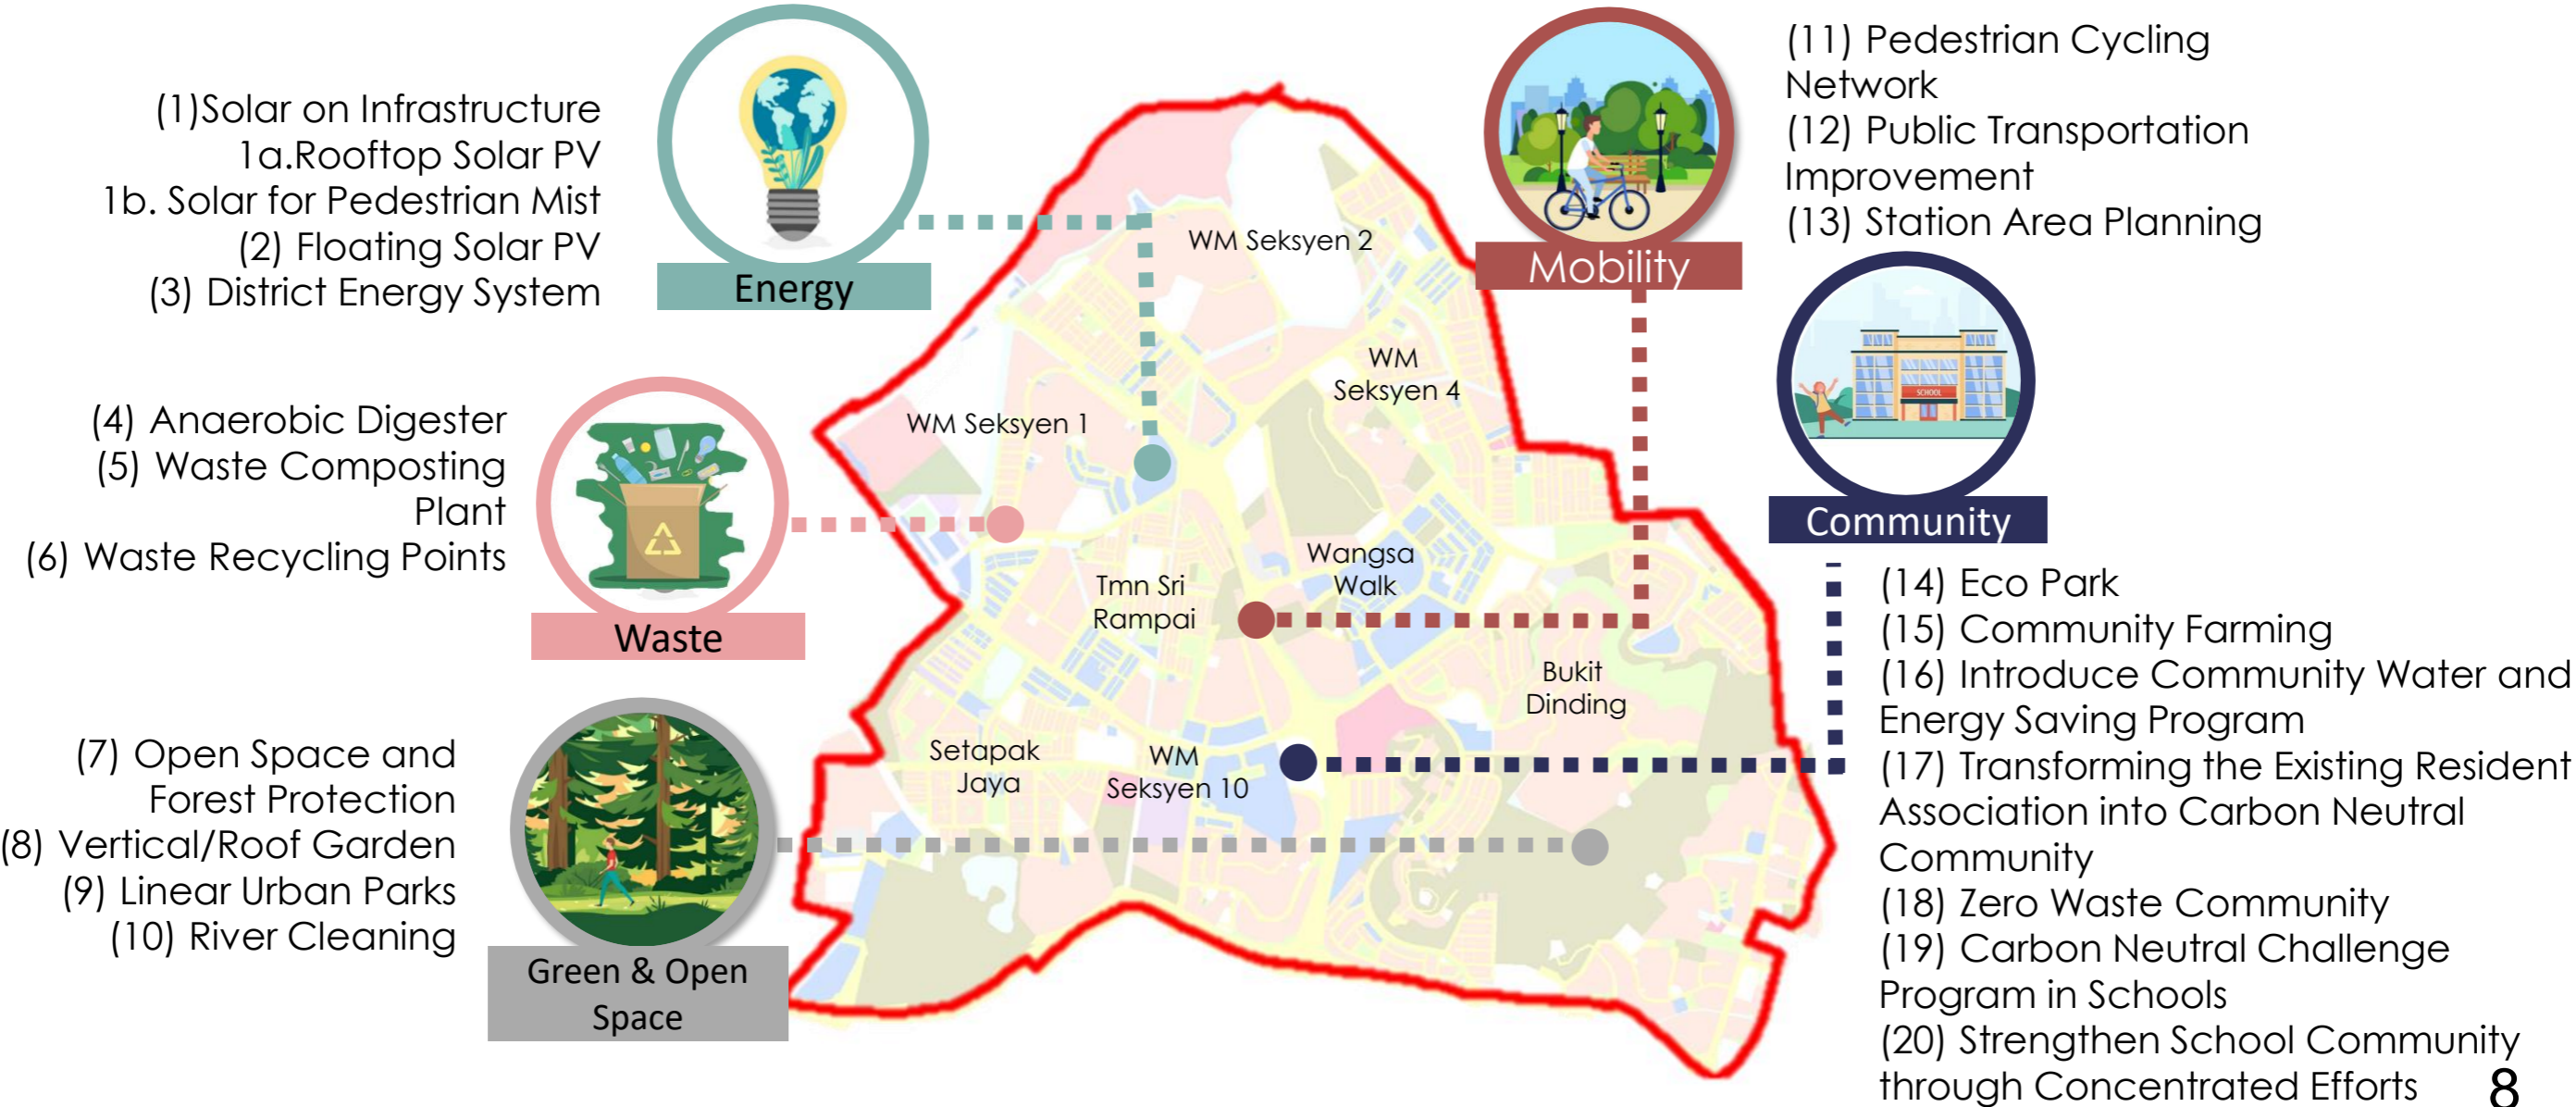 (1)Solar on Infrastructure
1a.Rooftop Solar PV
1b. Solar for Pedestrian Mist
(2) Floating Solar PV
(3) District Energy System
Energy
(4) Anaerobic Digester
(5) Waste Composting
Plant
(6) Waste Recycling Points
Waste
(7) Open Space and
Forest Protection
(8) Vertical/Roof Garden
(9) Linear Urban Parks
(10) River Cleaning
Green & Open
Space
WM Seksyen 2
WM
Seksyen 4
WM Seksyen 1
Wangsa
Walk
Tmn Sri
Rampai
Bukit
Dinding
Setapak
Jaya
WM
Seksyen 10
Mobility
(11) Pedestrian Cycling
Network
(12) Public Transportation
Improvement
(13) Station Area Planning
SCHOOL
Community
(14) Eco Park
(15) Community Farming
(16) Introduce Community Water and
Energy Saving Program
(17) Transforming the Existing Resident
Association into Carbon Neutral
Community
(18) Zero Waste Community
(19) Carbon Neutral Challenge
Program in Schools
(20) Strengthen School Community
through Concentrated Efforts
8